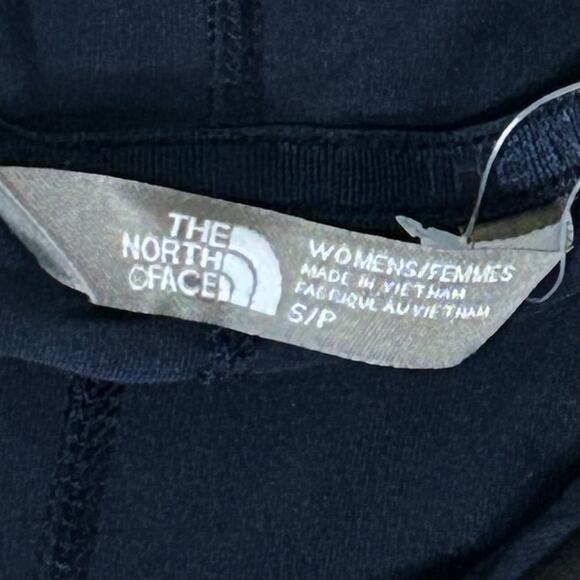 THE
NORTH
©FACE
WOMENS/FEMMES
MADE IN VIETNAM
FABRIQUE AU VIETNAM
S/P